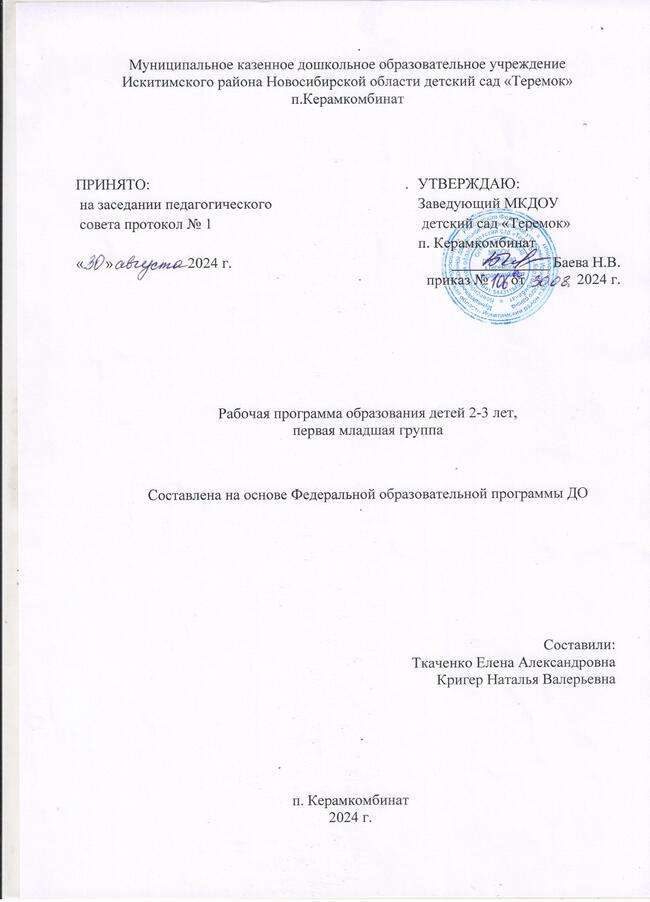 Муниципальное казенное дошкольное образовательное учреждение
Искитимского района Новосибирской области детский сад «Теремок»
п.Керамкомбинат
ПРИНЯТО:
на заседании педагогического
совета протокол № 1
«30» августа 2024 г.
УТВЕРЖДАЮ:
Заведующий МКДОУ
детский сад «Теремок»
п. Керамкомбинат
Баева Н.В.
приказ № 106 от 30.08. 2024 г.
Рабочая программа образования детей 2-3 лет,
первая младшая группа
Составлена на основе Федеральной образовательной программы ДО
Составили:
Ткаченко Елена Александровна
Кригер Наталья Валерьевна
п. Керамкомбинат
2024 г.